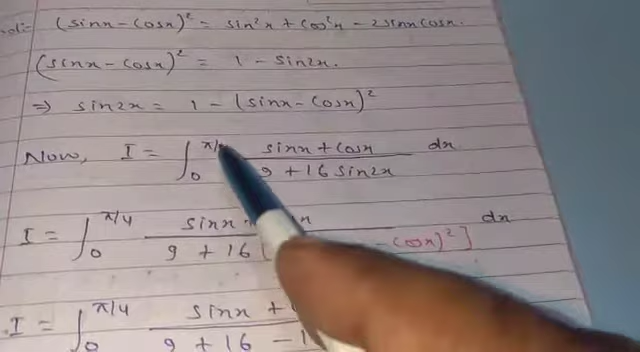 (sinx - cosx)² = sin²x + cos²x - 2sinx cosx.
(sinx - cosx)² = 1 - sin2x.
⇒ sin2x = 1 - (sinx - cosx)²
Now, I = ∫₀^π/ sinx + cosx / 9 + 16 sin2x dx
I = ∫₀^π/4 sinx / 9 + 16 [ - cosx)²] dx
I = ∫₀^π/4 sinx + / 9 + 16 - 1